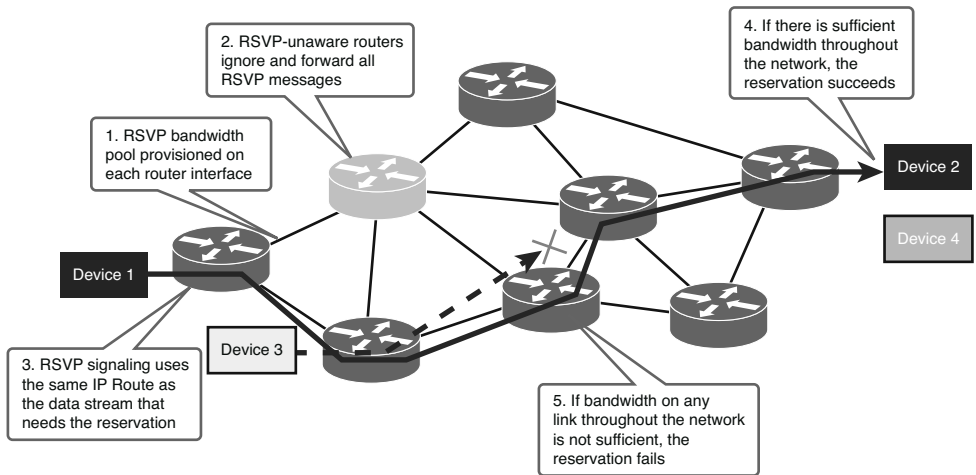 2. RSVP-unaware routers
ignore and forward all
RSVP messages
4. If there is sufficient
bandwidth throughout
the network, the
reservation succeeds
1. RSVP bandwidth
pool provisioned on
each router interface
Device 2
Device 4
Device 1
Device 3
3. RSVP signaling uses
the same IP Route as
the data stream that
needs the reservation
5. If bandwidth on any
link throughout the network
is not sufficient, the
reservation fails